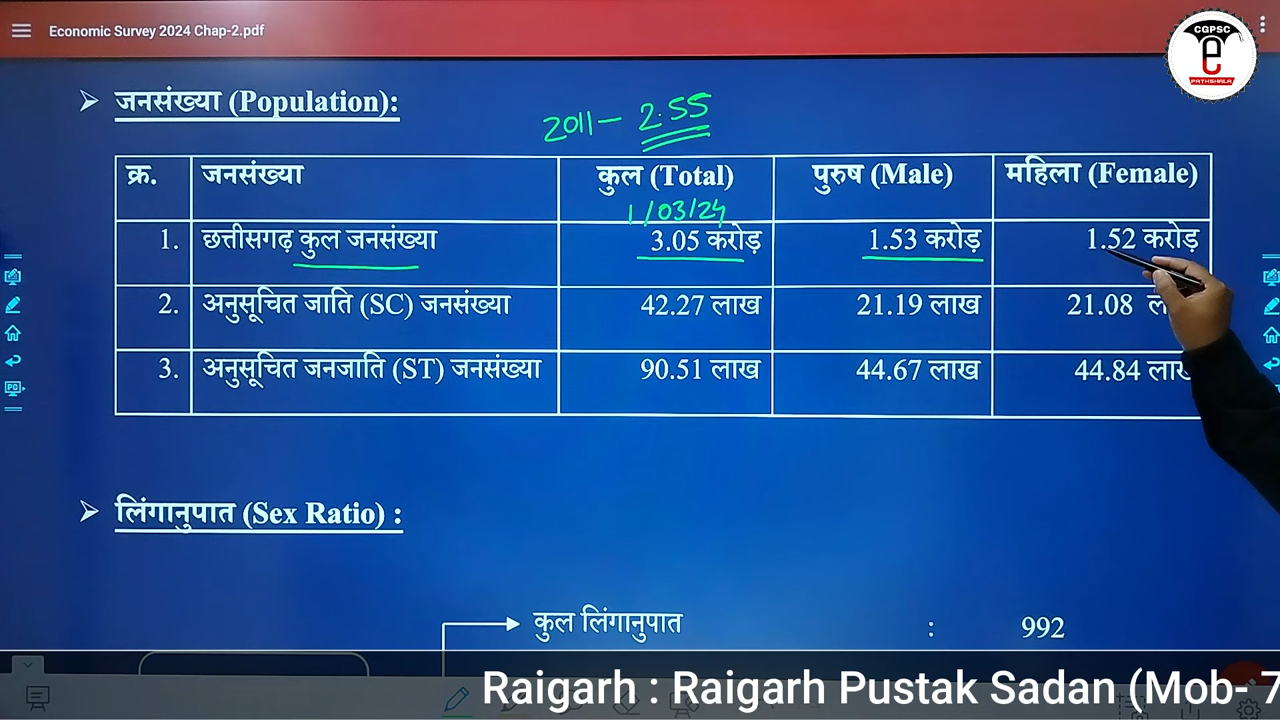 Economic Survey 2024 Chap-2.pdf
CGPSC
e
PATHSHALA
जनसंख्या (Population):
2011 - 2.55
क्र. जनसंख्या कुल (Total) पुरुष (Male) महिला (Female)
1/03/24
1. छत्तीसगढ़ कुल जनसंख्या 3.05 करोड़ 1.53 करोड़ 1.52 करोड़
2. अनुसूचित जाति (SC) जनसंख्या 42.27 लाख 21.19 लाख 21.08
3. अनुसूचित जनजाति (ST) जनसंख्या 90.51 लाख 44.67 लाख 44.84 लाख
लिंगानुपात (Sex Ratio) :
कुल लिंगानुपात : 992
Raigarh : Raigarh Pustak Sadan (Mob- 7